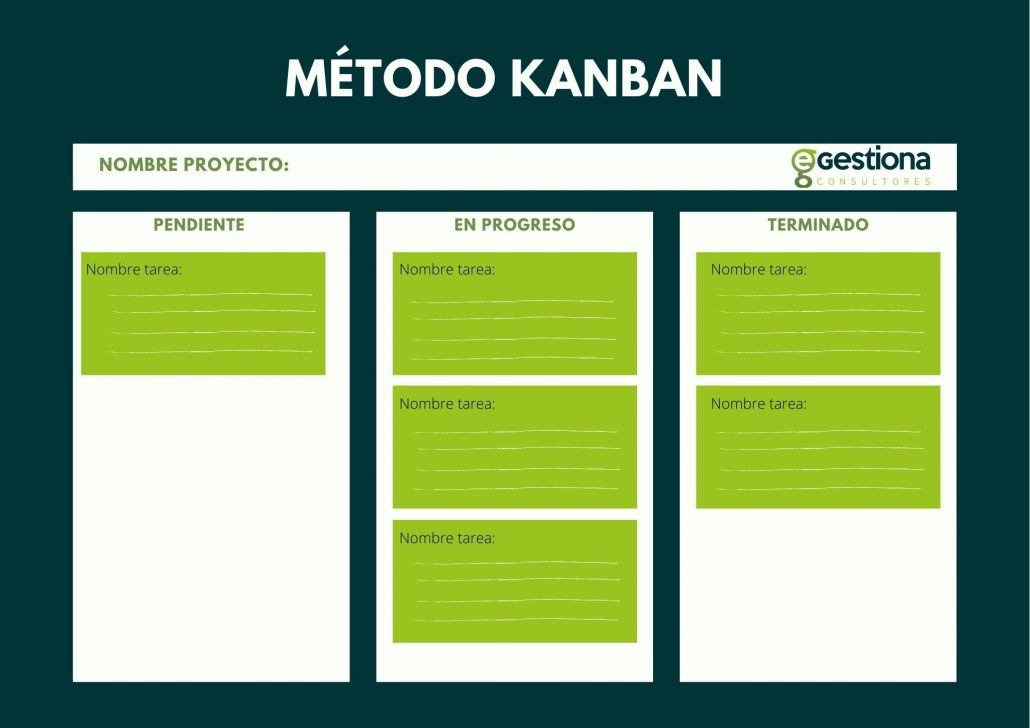 MÉTODO KANBAN
NOMBRE PROYECTO:
gestiona
CONSULTORES
PENDIENTE
Nombre tarea:
EN PROGRESO
Nombre tarea:
Nombre tarea:
Nombre tarea:
TERMINADO
Nombre tarea:
Nombre tarea: